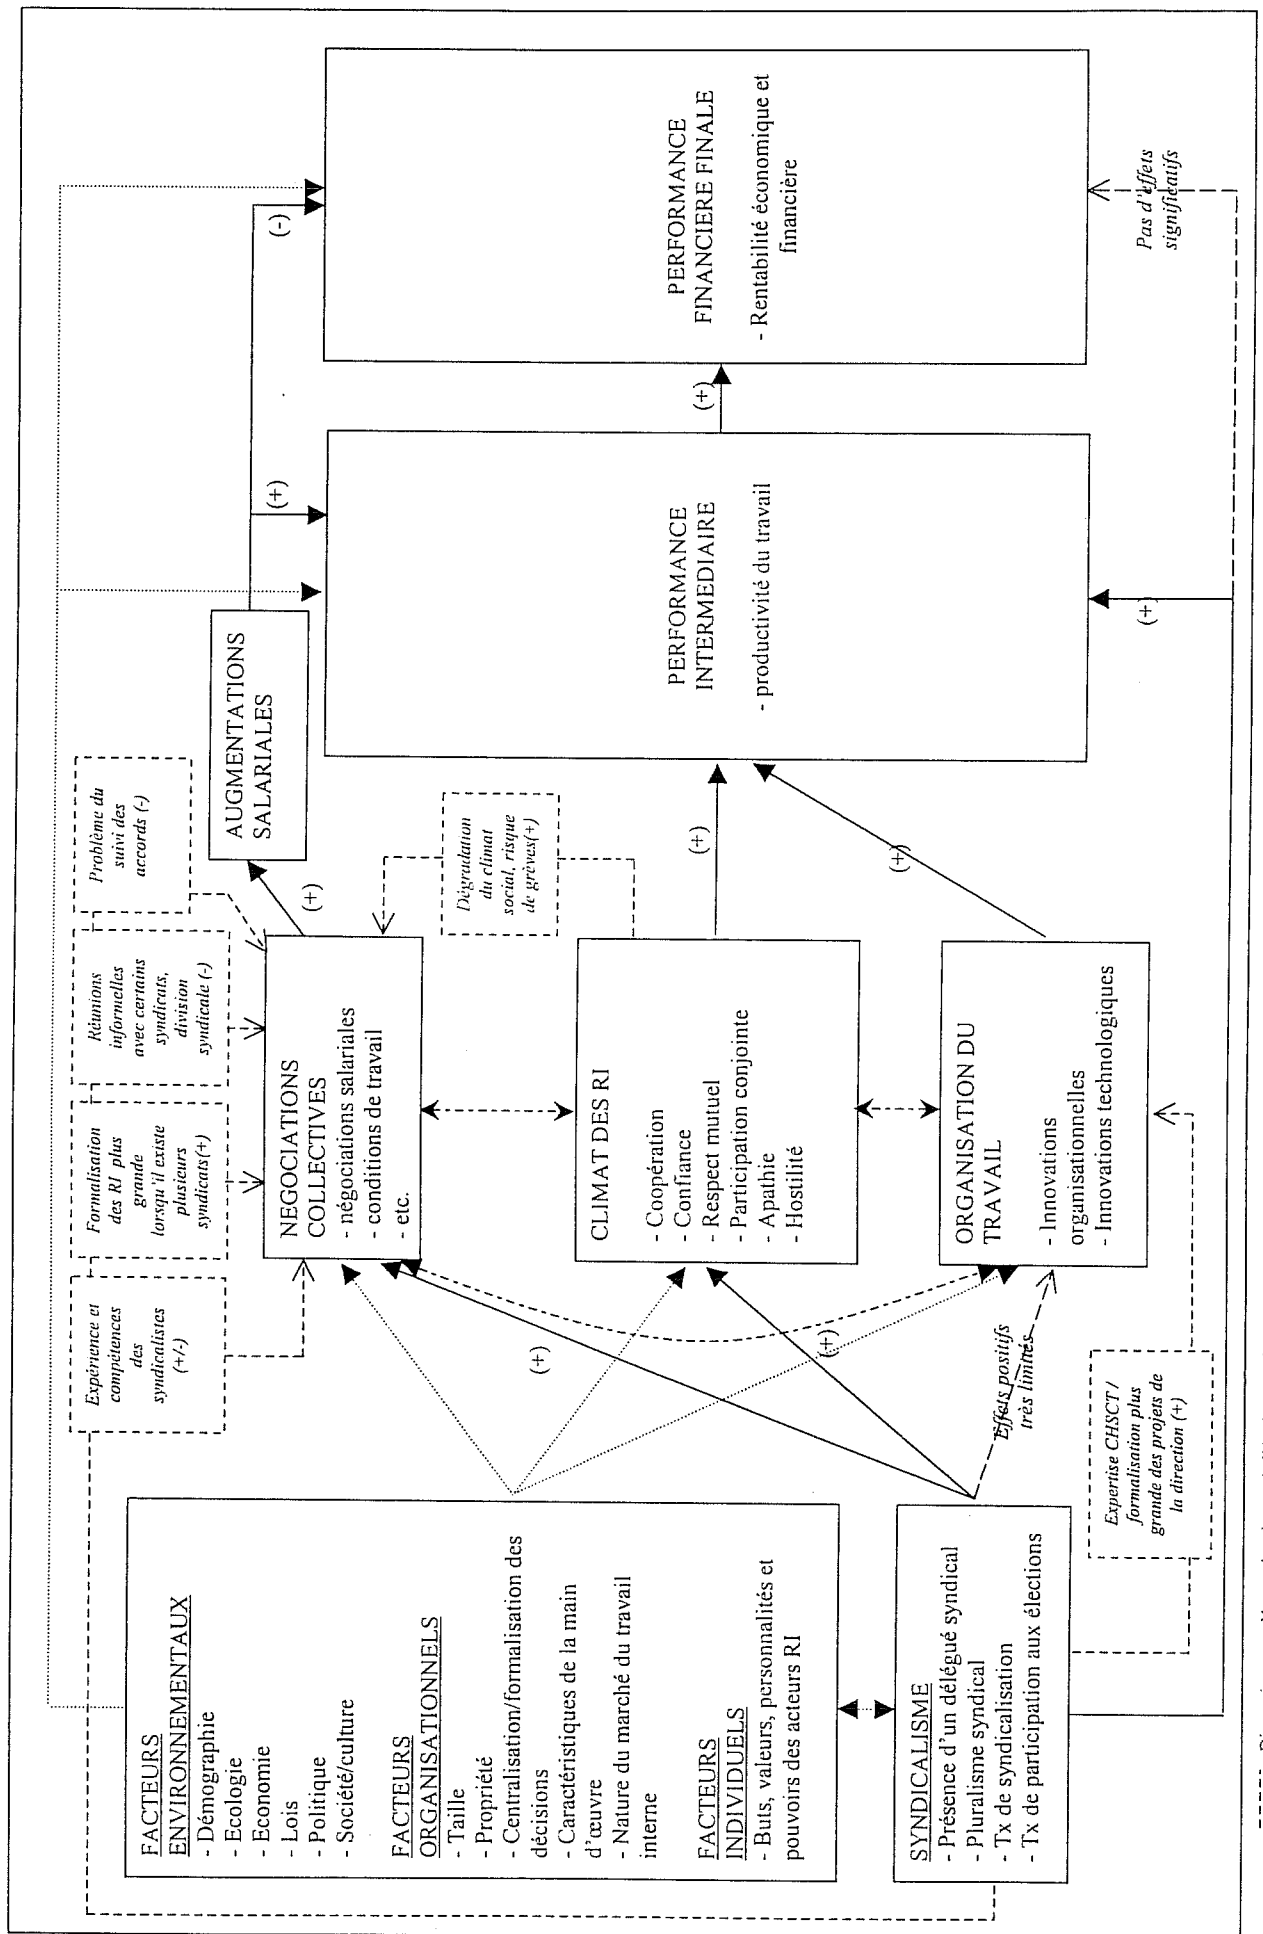 FACTEURS
ENVIRONNEMENTAUX
- Démographie
- Ecologie
- Economie
- Lois
- Politique
- Société/culture
FACTEURS
ORGANISATIONNELS
- Taille
- Propriété
- Centralisation/formalisation des
décisions
- Caractéristiques de la main
d'œuvre
- Nature du marché du travail
interne
FACTEURS
INDIVIDUELS
- Buts, valeurs, personnalités et
pouvoirs des acteurs RI
SYNDICALISME
- Présence d'un délégué syndical
- Pluralisme syndical
- Tx de syndicalisation
- Tx de participation aux élections
Expérience et
compétences
des
syndicalistes
(+/-)
Formalisation
des RI plus
grande
lorsqu'il existe
plusieurs
syndicats(+)
Réunions
informelles
avec certains
syndicats,
division
syndicale (-)
Problème du
suivi des
accords (-)
(+)
(+)
Effets positifs
très limités
Expertise CHSCT /
formalisation plus
grande des projets de
la direction (+)
NEGOCIATIONS
COLLECTIVES
- négociations salariales
- conditions de travail
- etc.
CLIMAT DES RI
- Coopération
- Confiance
- Respect mutuel
- Participation conjointe
- Apathie
- Hostilité
ORGANISATION DU
TRAVAIL
- Innovations
organisationnelles
- Innovations technologiques
(+)
Dégradation
du climat
social, risque
de grèves(+)
(+)
(+)
AUGMENTATIONS
SALARIALES
(+)
(-)
PERFORMANCE
INTERMEDIAIRE
- productivité du travail
(+)
(+)
PERFORMANCE
FINANCIERE FINALE
- Rentabilité économique et
financière
Pas d'effets
significatifs